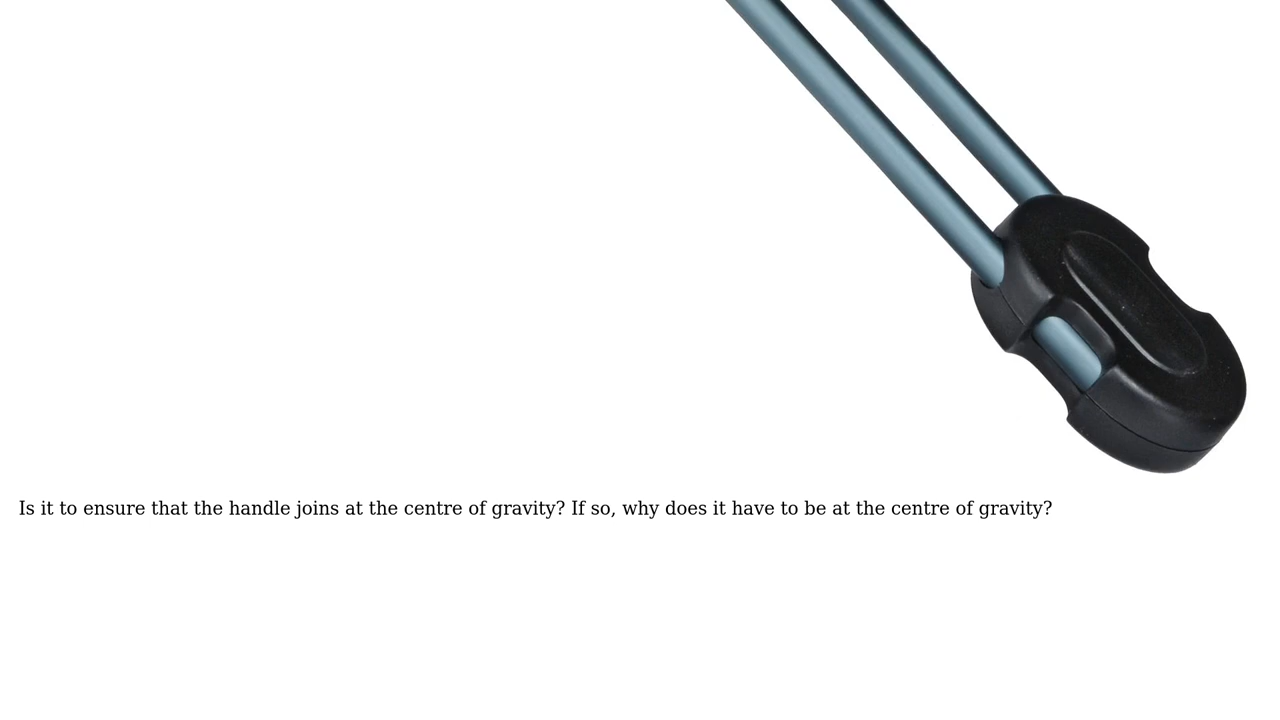 Is it to ensure that the handle joins at the centre of gravity? If so, why does it have to be at the centre of gravity?